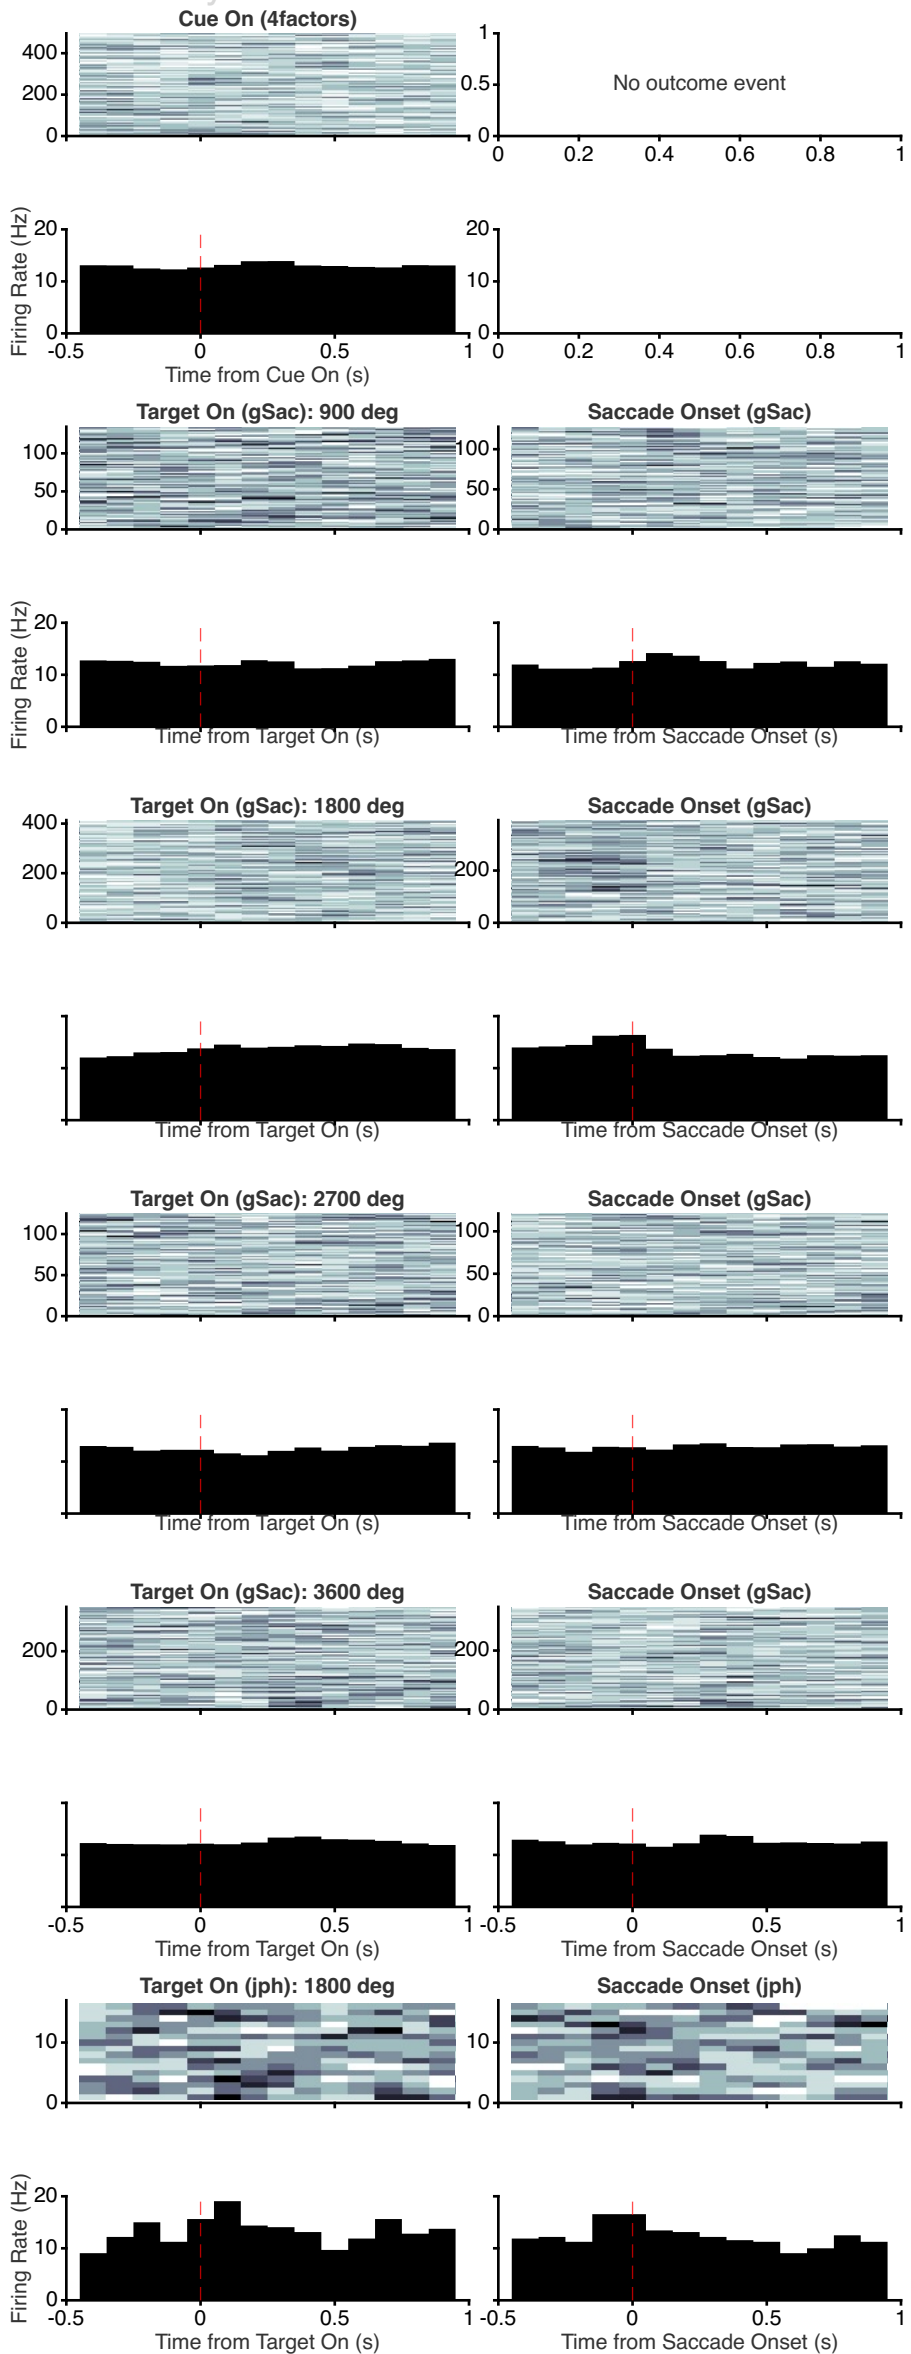 Cue On (4factors)
400
200
0
1
0.5
0
No outcome event
0 0.2 0.4 0.6 0.8 1
Firing Rate (Hz)
20
10
0
-0.5 0 0.5 1
Time from Cue On (s)
20
10
0
0 0.2 0.4 0.6 0.8 1
Target On (gSac): 900 deg
100
50
0
Saccade Onset (gSac)
100
50
0
Firing Rate (Hz)
20
10
0
Time from Target On (s)
Time from Saccade Onset (s)
Target On (gSac): 1800 deg
400
200
0
Saccade Onset (gSac)
200
0
Time from Target On (s)
Time from Saccade Onset (s)
Target On (gSac): 2700 deg
100
50
0
Saccade Onset (gSac)
100
50
0
Time from Target On (s)
Time from Saccade Onset (s)
Target On (gSac): 3600 deg
200
0
Saccade Onset (gSac)
200
0
-0.5 0 0.5 1
Time from Target On (s)
-0.5 0 0.5 1
Time from Saccade Onset (s)
Target On (jph): 1800 deg
10
0
Saccade Onset (jph)
10
0
Firing Rate (Hz)
20
10
0
-0.5 0 0.5 1
Time from Target On (s)
-0.5 0 0.5 1
Time from Saccade Onset (s)